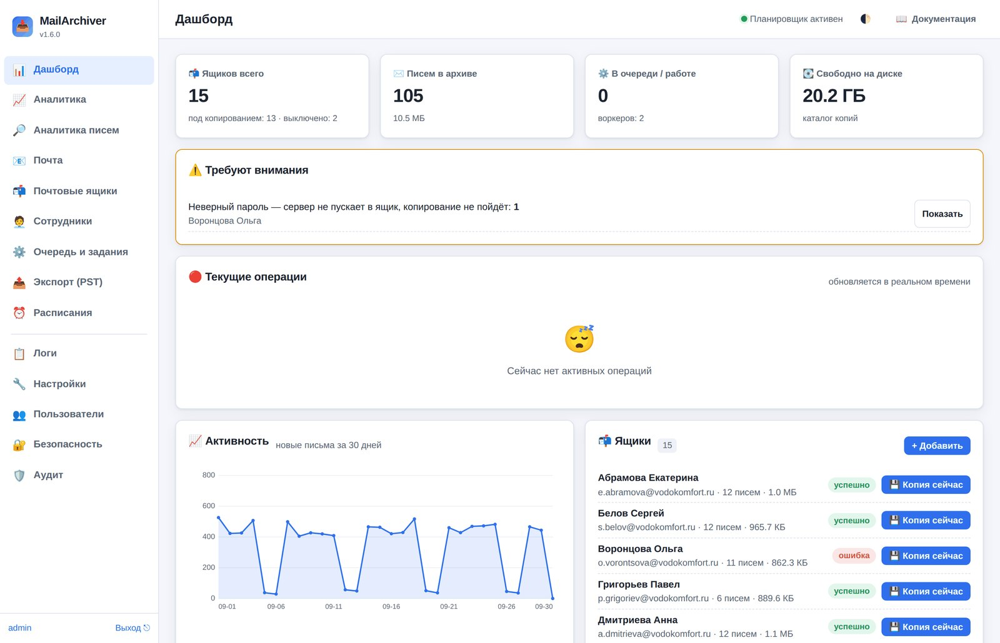 MailArchiver
v1.6.0
Дашборд
Аналитика
Аналитика писем
Почта
Почтовые ящики
Сотрудники
Очередь и задания
Экспорт (PST)
Расписания
Логи
Настройки
Пользователи
Безопасность
Аудит
admin
Выход
Дашборд
Планировщик активен
Документация
Ящиков всего
15
под копированием: 13 · выключено: 2
Писем в архиве
105
10.5 МБ
В очереди / работе
0
воркеров: 2
Свободно на диске
20.2 ГБ
каталог копий
Требуют внимания
Неверный пароль — сервер не пускает в ящик, копирование не пойдёт: 1
Воронцова Ольга
Показать
Текущие операции
обновляется в реальном времени
Сейчас нет активных операций
Активность новые письма за 30 дней
800
600
400
200
0
09-01 09-06 09-11 09-16 09-21 09-26 09-30
Ящики 15
+ Добавить
Абрамова Екатерина
e.abramova@vodokomfort.ru · 12 писем · 1.0 МБ
успешно
Копия сейчас
Белов Сергей
s.belov@vodokomfort.ru · 12 писем · 965.7 КБ
успешно
Копия сейчас
Воронцова Ольга
o.vorontsova@vodokomfort.ru · 11 писем · 862.3 КБ
ошибка
Копия сейчас
Григорьев Павел
p.grigoriev@vodokomfort.ru · 6 писем · 889.6 КБ
успешно
Копия сейчас
Дмитриева Анна
a.dmitrieva@vodokomfort.ru · 12 писем · 1.1 МБ
успешно
Копия сейчас